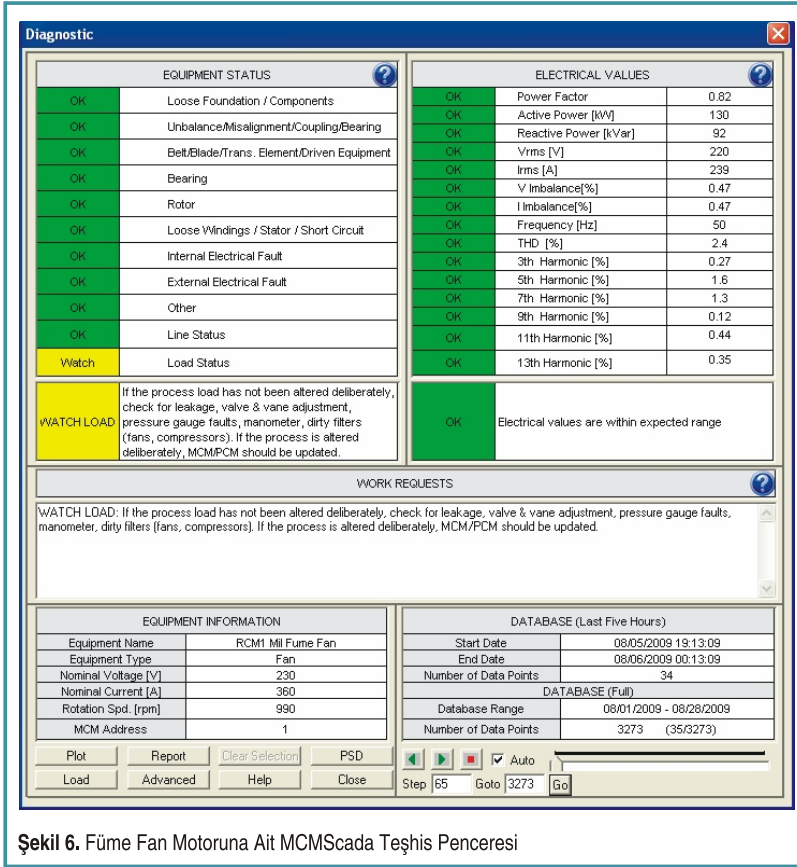 Diagnostic
EQUIPMENT STATUS
OK Loose Foundation / Components
OK Unbalance/Misalignment/Coupling/Bearing
OK Belt/Blade/Trans. Element/Driven Equipment
OK Bearing
OK Rotor
OK Loose Windings / Stator / Short Circuit
OK Internal Electrical Fault
OK External Electrical Fault
OK Other
OK Line Status
Watch Load Status
WATCH LOAD
If the process load has not been altered deliberately,
check for leakage, valve & vane adjustment,
pressure gauge faults, manometer, dirty filters
(fans, compressors). If the process is altered
deliberately, MCM/PCM should be updated.
ELECTRICAL VALUES
OK Power Factor 0.82
OK Active Power [kW] 130
OK Reactive Power [kVar] 92
OK Vrms [V] 220
OK Irms [A] 239
OK V Imbalance[%] 0.47
OK I Imbalance[%] 0.47
OK Frequency [Hz] 50
OK THD [%] 2.4
OK 3th Harmonic [%] 0.27
OK 5th Harmonic [%] 1.6
OK 7th Harmonic [%] 1.3
OK 9th Harmonic [%] 0.12
OK 11th Harmonic [%] 0.44
OK 13th Harmonic [%] 0.35
OK Electrical values are within expected range
WORK REQUESTS
WATCH LOAD: If the process load has not been altered deliberately, check for leakage, valve & vane adjustment, pressure gauge faults,
manometer, dirty filters (fans, compressors). If the process is altered deliberately, MCM/PCM should be updated.
EQUIPMENT INFORMATION
Equipment Name RCM1 Mil Fume Fan
Equipment Type Fan
Nominal Voltage [V] 230
Nominal Current [A] 360
Rotation Spd. [rpm] 990
MCM Address 1
DATABASE (Last Five Hours)
Start Date 08/05/2009 19:13:09
End Date 08/06/2009 00:13:09
Number of Data Points 34
DATABASE (Full)
Database Range 08/01/2009 - 08/28/2009
Number of Data Points 3273 (35/3273)
Plot Report Clear Selection PSD
Load Advanced Help Close
Auto
Step 65 Goto 3273 Go
Şekil 6. Füme Fan Motoruna Ait MCMScada Teşhis Penceresi